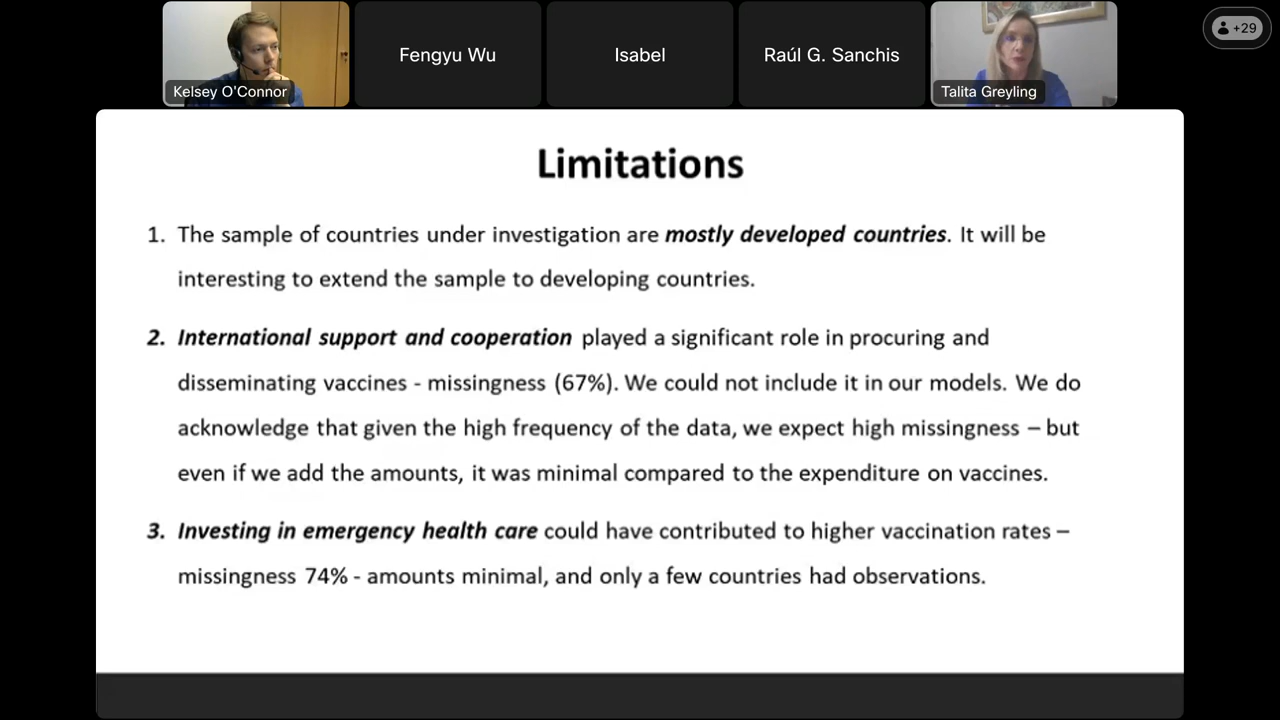 Kelsey O'Connor
Fengyu Wu
Isabel
Raúl G. Sanchis
Talita Greyling
+29
Limitations
1. The sample of countries under investigation are mostly developed countries. It will be
interesting to extend the sample to developing countries.
2. International support and cooperation played a significant role in procuring and
disseminating vaccines - missingness (67%). We could not include it in our models. We do
acknowledge that given the high frequency of the data, we expect high missingness – but
even if we add the amounts, it was minimal compared to the expenditure on vaccines.
3. Investing in emergency health care could have contributed to higher vaccination rates –
missingness 74% - amounts minimal, and only a few countries had observations.